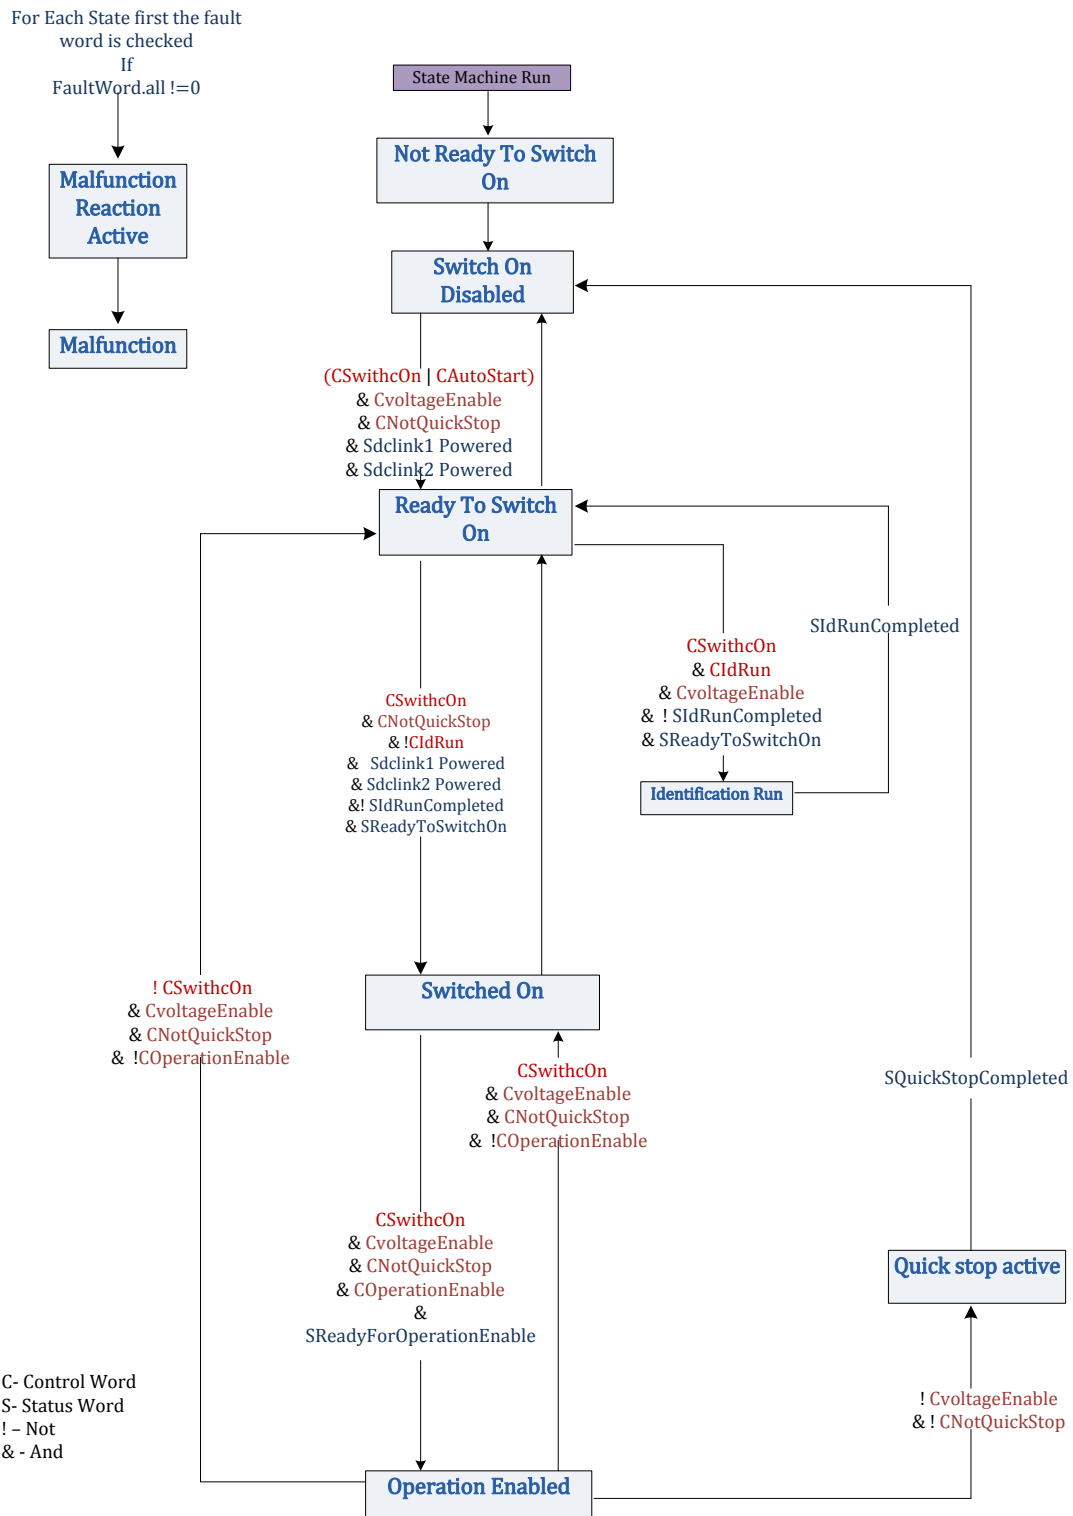 For Each State first the fault
word is checked
If
FaultWord.all !=0
Malfunction
Reaction
Active
Malfunction
State Machine Run
Not Ready To Switch
On
Switch On
Disabled
(CSwithcOn | CAutoStart)
& CvoltageEnable
& CNotQuickStop
& Sdclink1 Powered
& Sdclink2 Powered
Ready To Switch
On
CSwithcOn
& CNotQuickStop
& !CIdRun
& Sdclink1 Powered
& Sdclink2 Powered
&! SIdRunCompleted
& SReadyToSwitchOn
CSwithcOn
& CIdRun
& CvoltageEnable
& ! SIdRunCompleted
& SReadyToSwitchOn
SIdRunCompleted
Identification Run
Switched On
! CSwithcOn
& CvoltageEnable
& CNotQuickStop
& !COperationEnable
CSwithcOn
& CvoltageEnable
& CNotQuickStop
& !COperationEnable
SQuickStopCompleted
CSwithcOn
& CvoltageEnable
& CNotQuickStop
& COperationEnable
&
SReadyForOperationEnable
Quick stop active
! CvoltageEnable
& ! CNotQuickStop
C- Control Word
S- Status Word
! – Not
& - And
Operation Enabled